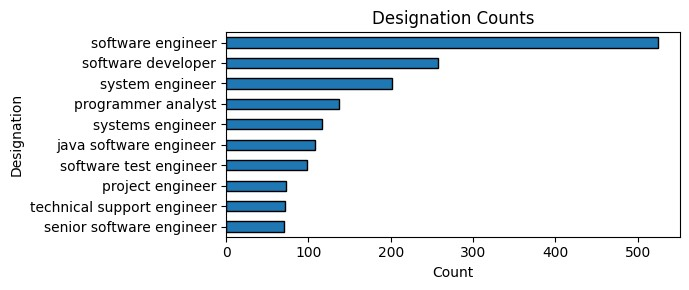 Designation Counts
software engineer
software developer
system engineer
programmer analyst
systems engineer
java software engineer
software test engineer
project engineer
technical support engineer
senior software engineer
Designation
0 100 200 300 400 500
Count